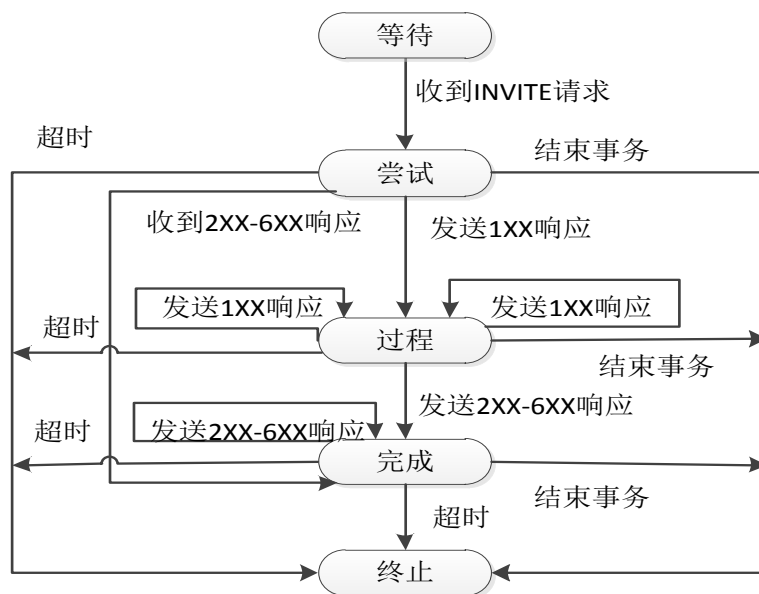 等待
收到INVITE请求
超时
结束事务
尝试
收到2XX-6XX响应
发送1XX响应
发送1XX响应
发送1XX响应
超时
过程
结束事务
发送2XX-6XX响应
超时
发送2XX-6XX响应
完成
结束事务
超时
终止